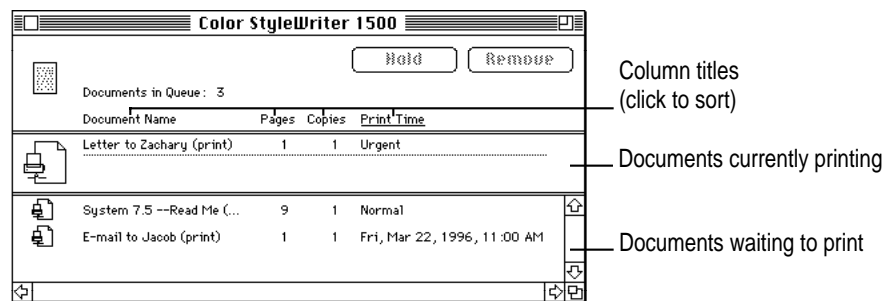 Color StyleWriter 1500
Hold Remove
Documents in Queue: 3
Document Name Pages Copies Print Time
Letter to Zachary (print) 1 1 Urgent
System 7.5 --Read Me (... 9 1 Normal
E-mail to Jacob (print) 1 1 Fri, Mar 22, 1996, 11:00 AM
Column titles
(click to sort)
Documents currently printing
Documents waiting to print